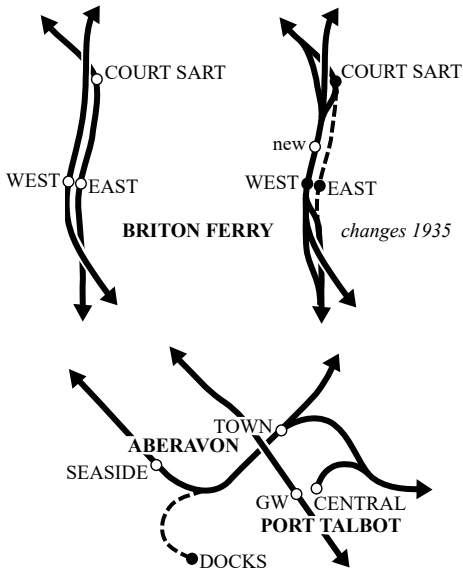 COURT SART
COURT SART
new
WEST
EAST
WEST
EAST
BRITON FERRY
changes 1935
TOWN
ABERAVON
SEASIDE
GW
CENTRAL
PORT TALBOT
DOCKS